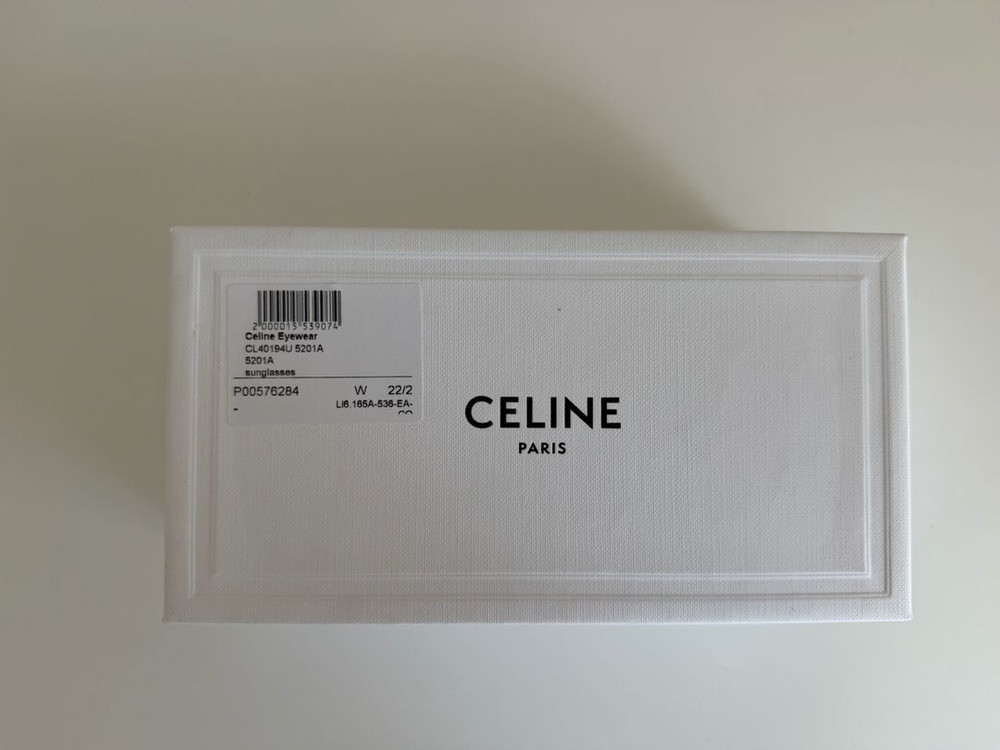 2 000015 539074
Celine Eyewear
CL40194U 5201A
5201A
sunglasses
P00576284 W 22/2
LI6.165A-536-EA-
-
CELINE
PARIS